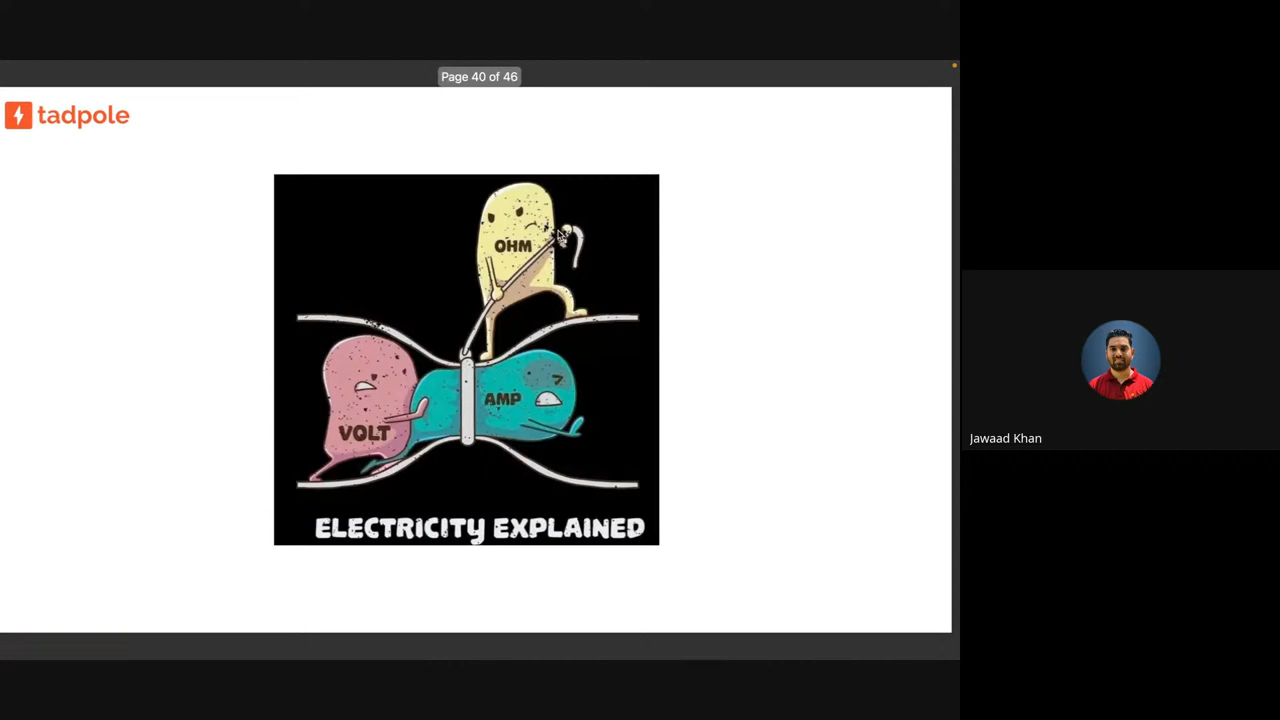 Page 40 of 46
tadpole
OHM
AMP
VOLT
ELECTRICITY EXPLAINED
Jawaad Khan